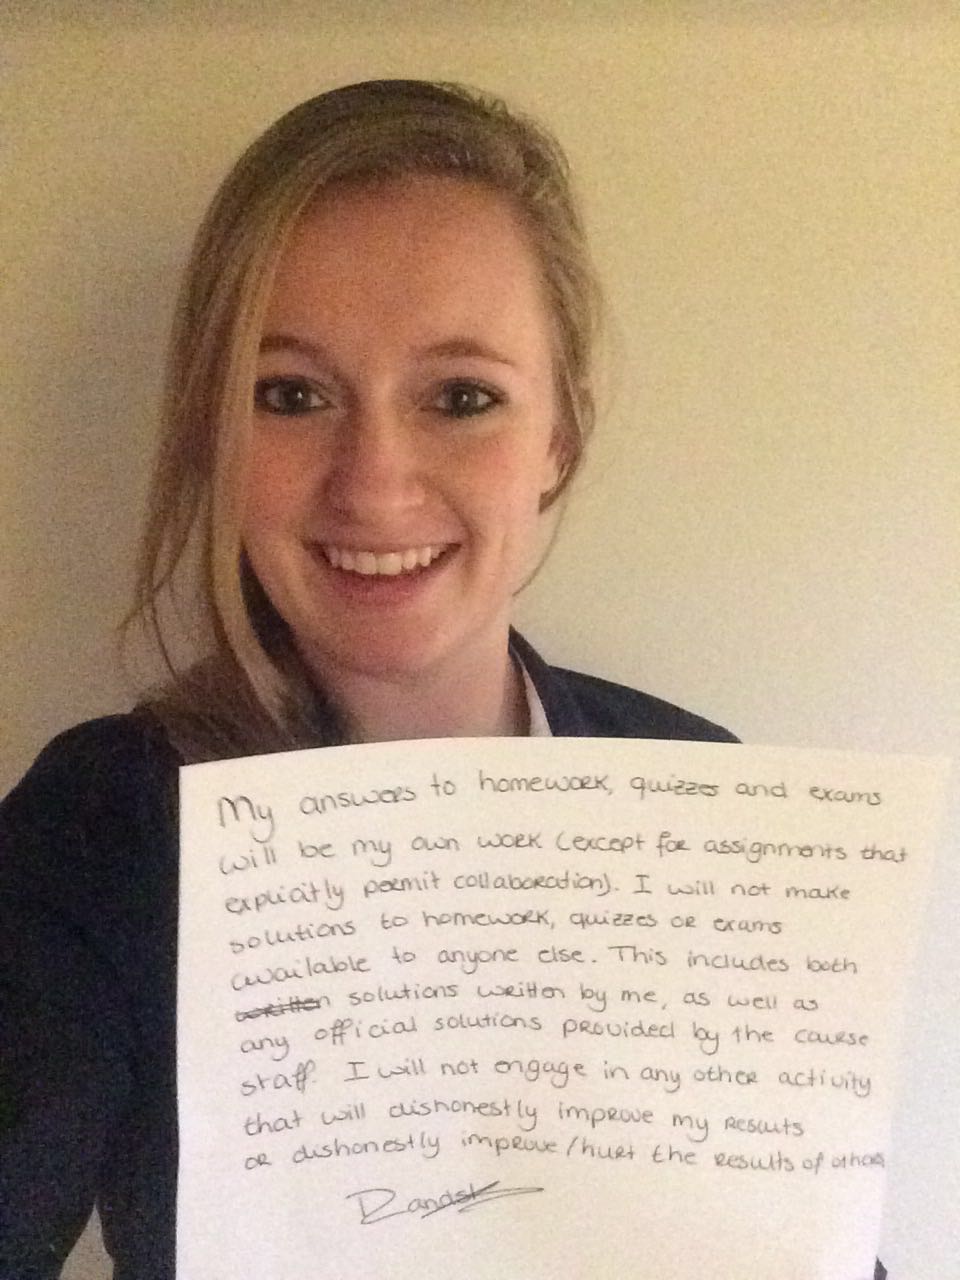 My answers to homework, quizzes and exams
will be my own work (except for assignments that
explicitly permit collaboration). I will not make
solutions to homework, quizzes or exams
available to anyone else. This includes both
written solutions written by me, as well as
any official solutions provided by the course
staff. I will not engage in any other activity
that will dishonestly improve my results
or dishonestly improve/hurt the results of others